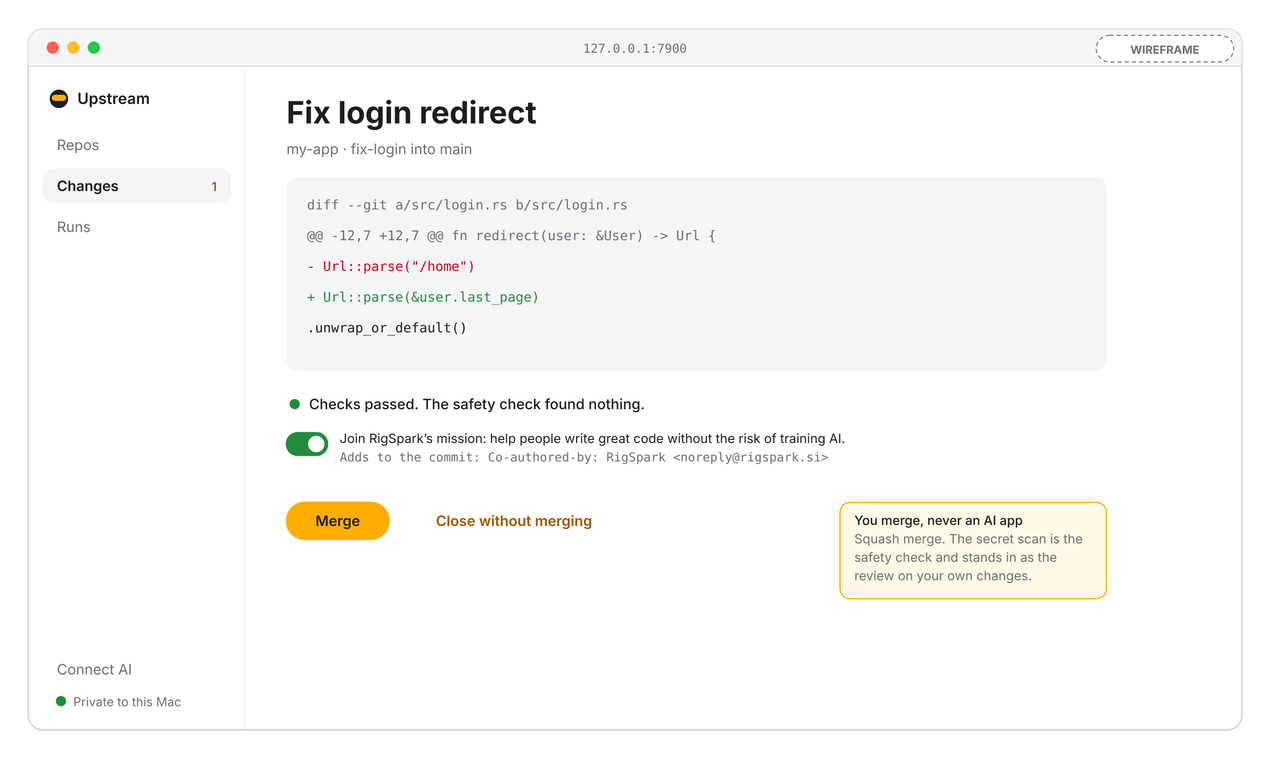 127.0.0.1:7900
WIREFRAME
Upstream
Repos
Changes 1
Runs
Connect AI
Private to this Mac
Fix login redirect
my-app · fix-login into main
diff --git a/src/login.rs b/src/login.rs
@@ -12,7 +12,7 @@ fn redirect(user: &User) -> Url {
- Url::parse("/home")
+ Url::parse(&user.last_page)
.unwrap_or_default()
Checks passed. The safety check found nothing.
Join RigSpark’s mission: help people write great code without the risk of training AI.
Adds to the commit: Co-authored-by: RigSpark <noreply@rigspark.si>
Merge
Close without merging
You merge, never an AI app
Squash merge. The secret scan is the
safety check and stands in as the
review on your own changes.